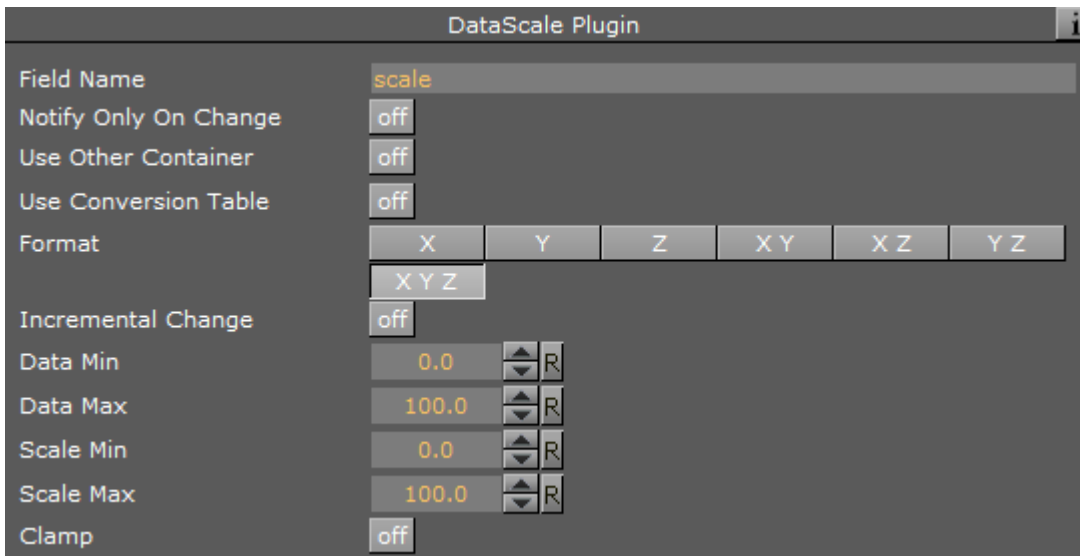 DataScale Plugin i
Field Name scale
Notify Only On Change off
Use Other Container off
Use Conversion Table off
Format X Y Z X Y X Z Y Z
X Y Z
Incremental Change off
Data Min 0.0 R
Data Max 100.0 R
Scale Min 0.0 R
Scale Max 100.0 R
Clamp off